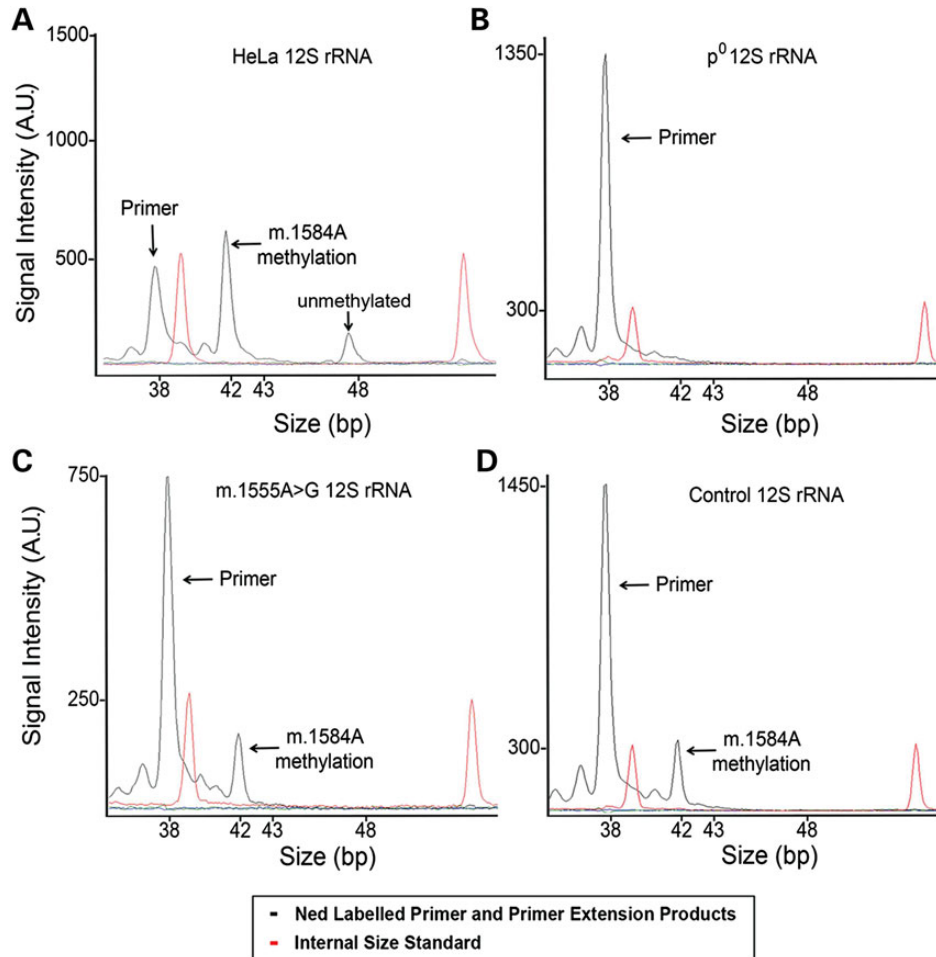 A
HeLa 12S rRNA
Signal Intensity (A.U.)
1500
1000
500
Primer
m.1584A
methylation
unmethylated
38 42 43 48
Size (bp)
B
p⁰ 12S rRNA
1350
300
Primer
38 42 43 48
Size (bp)
C
m.1555A>G 12S rRNA
Signal Intensity (A.U.)
750
250
Primer
m.1584A
methylation
38 42 43 48
Size (bp)
D
Control 12S rRNA
1450
300
Primer
m.1584A
methylation
38 42 43 48
Size (bp)
Ned Labelled Primer and Primer Extension Products
Internal Size Standard